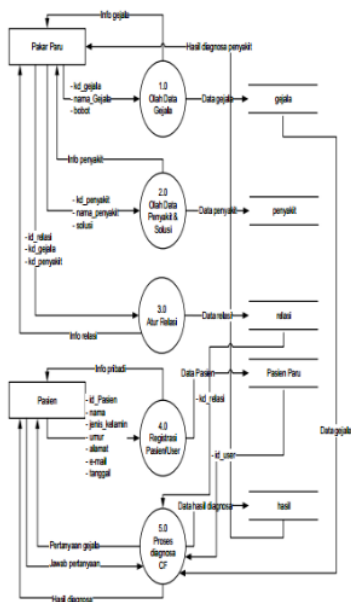 Info gejala
Pakar Paru
Hasil diagnosa penyakit
- kd_gejala
- nama_Gejala
- bobot
1.0
Olah Data
Gejala
Data gejala
gejala
Info penyakit
- kd_penyakit
- nama_penyakit
- solusi
2.0
Olah Data
Penyakit &
Solusi
Data penyakit
penyakit
- id_relasi
- kd_gejala
- kd_penyakit
3.0
Atur Relasi
Data relasi
relasi
Info relasi
Info pribadi
Data Pasien
Pasien Paru
- kd_relasi
Pasien
- id_Pasien
- nama
- jenis_kelamin
- umur
- alamat
- e-mail
- tanggal
4.0
Registrasi
Pasien/User
Data gejala
- id_user
Data hasil diagnosa
hasil
5.0
Proses
diagnosa
CF
Pertanyaan gejala
Jawab pertanyaan
Hasil diagnosa